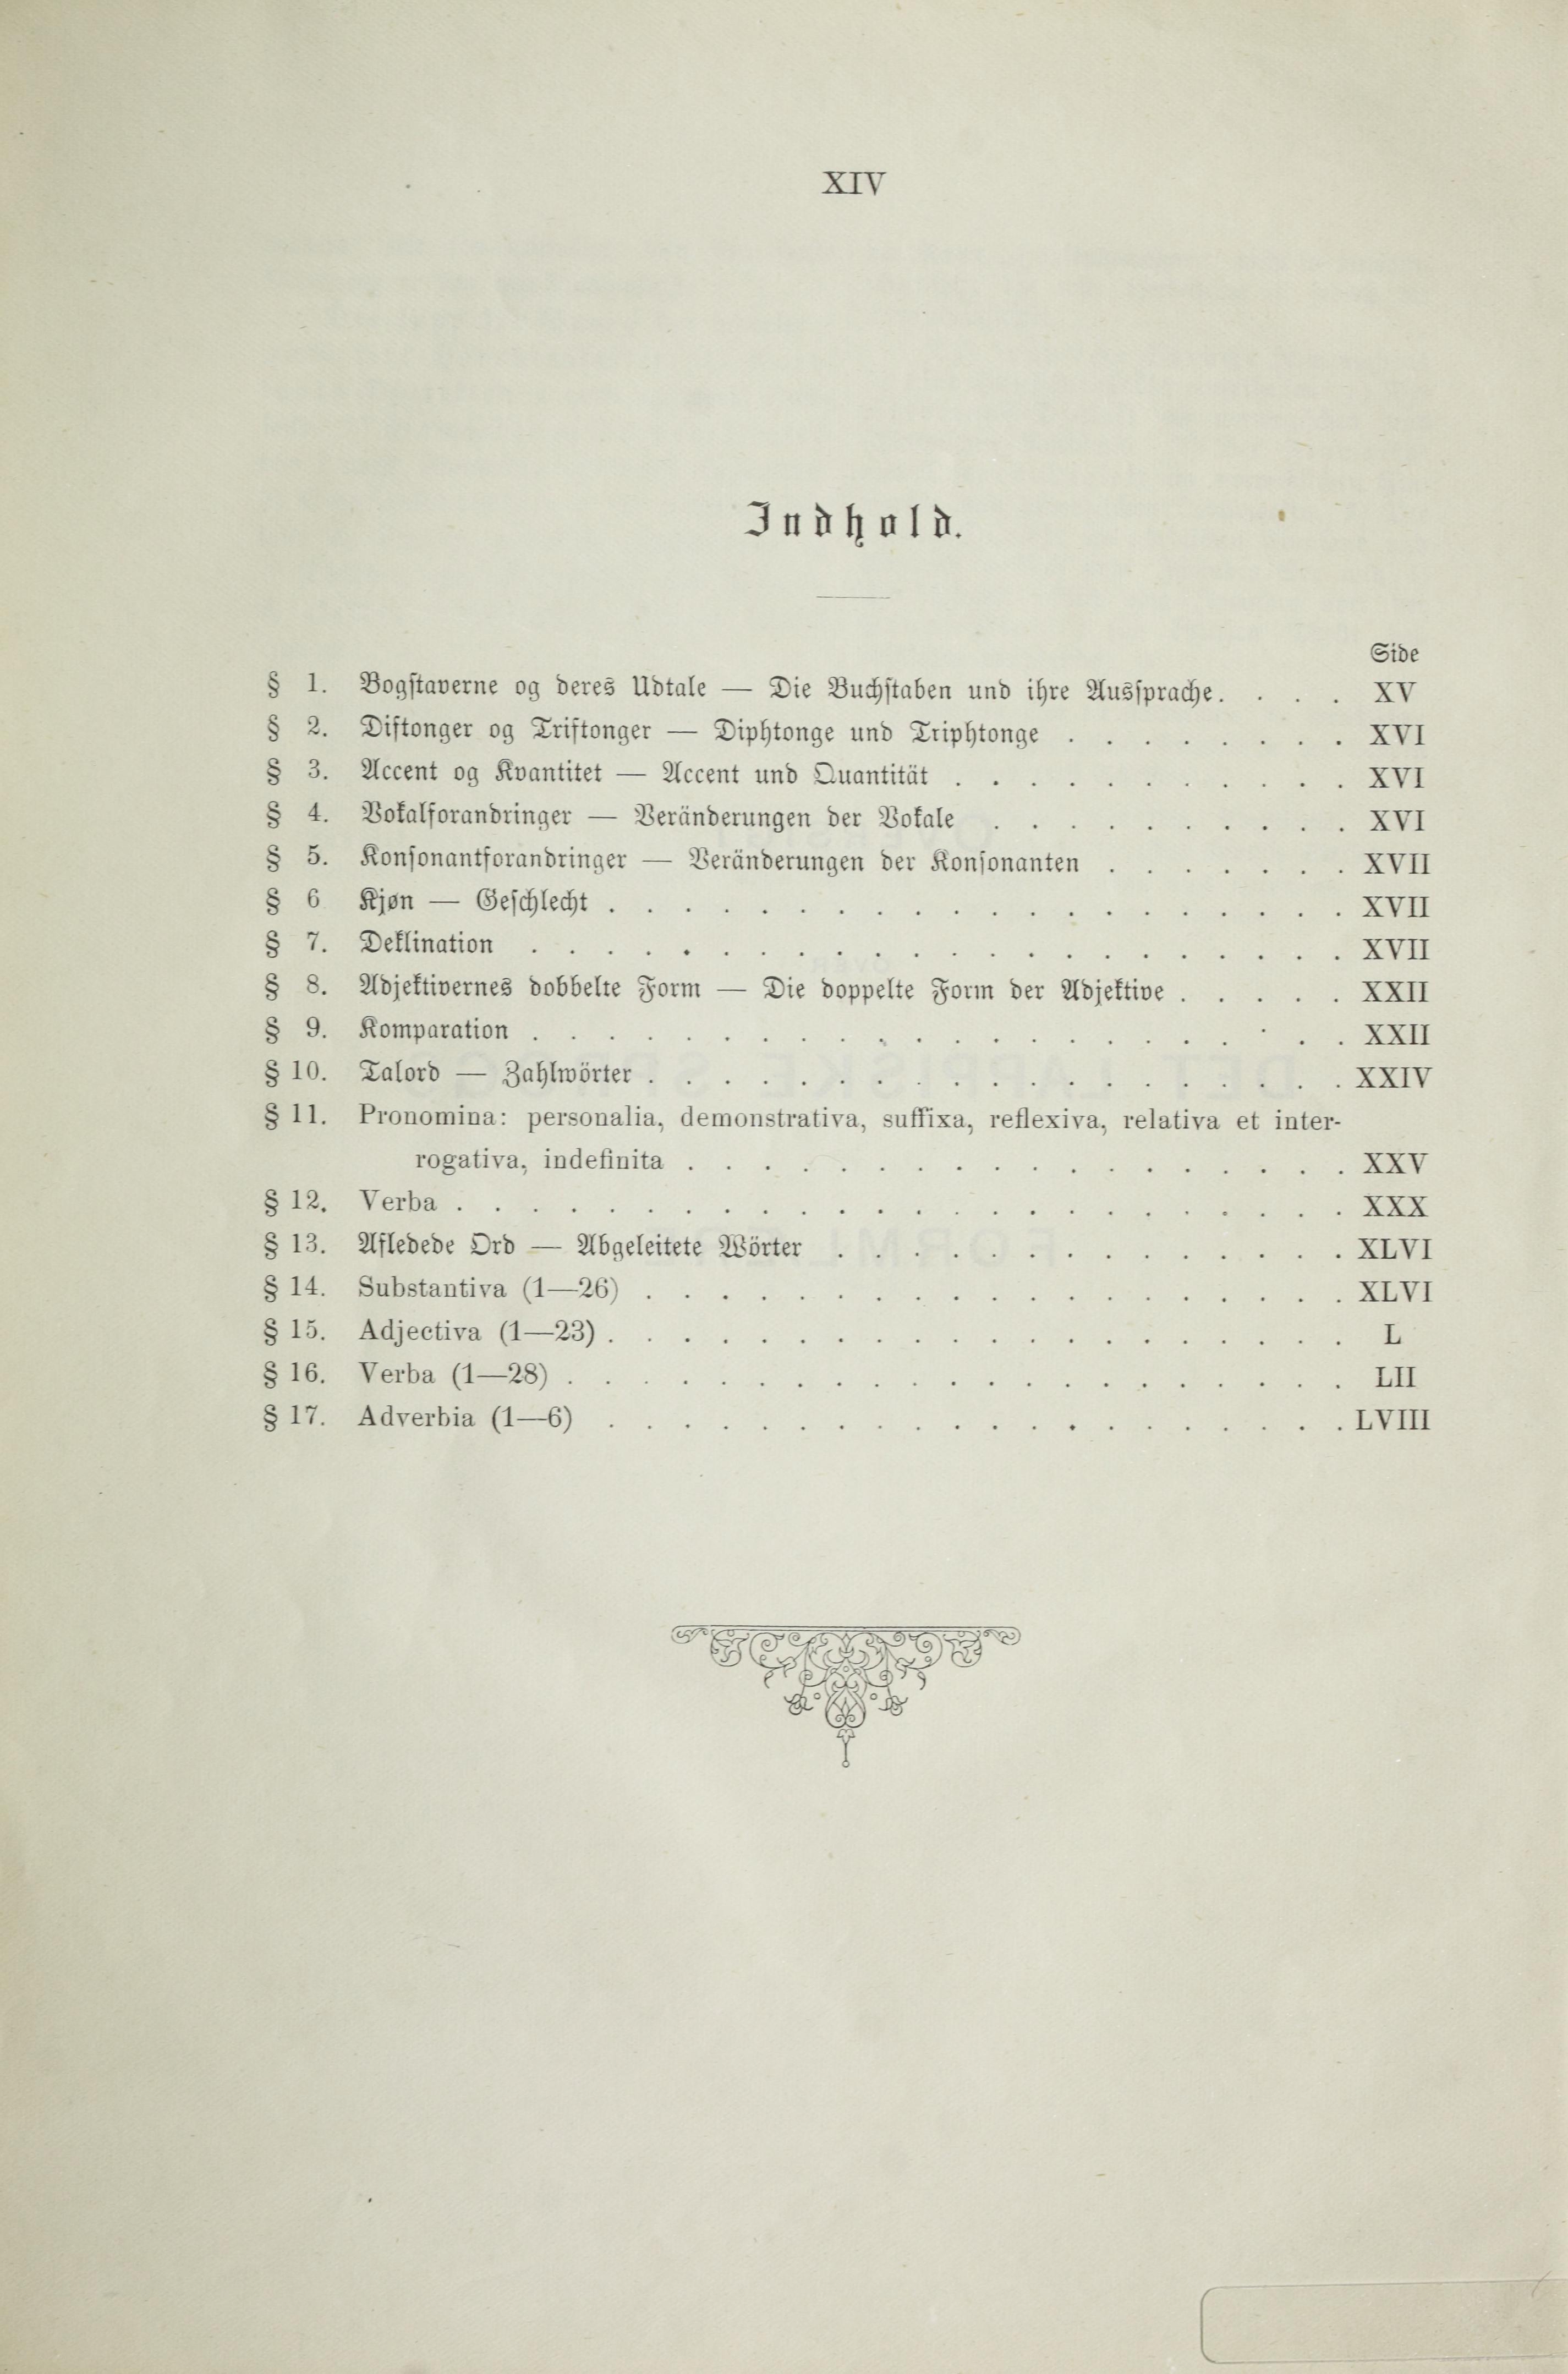 XIV
Indhold.
Side
§ 1. Bogstaverne og deres Udtale — Die Buchstaben und ihre Aussprache. . . . XV
§ 2. Diftonger og Triftonger — Diphtonge und Triphtonge . . . . . . . . XVI
§ 3. Accent og Kvantitet — Accent und Quantität . . . . . . . . . . . XVI
§ 4. Vokalforandringer — Veränderungen der Vokale . . . . . . . . . . XVI
§ 5. Konsonantforandringer — Veränderungen der Konsonanten . . . . . . . XVII
§ 6 Kjøn — Geschlecht . . . . . . . . . . . . . . . . . . . . XVII
§ 7. Deklination . . . . . . . . . . . . . . . . . . . . . . XVII
§ 8. Adjektivernes dobbelte Form — Die doppelte Form der Adjektive . . . . . XXII
§ 9. Komparation . . . . . . . . . . . . . . . . . . . . . . XXII
§ 10. Talord — Zahlwörter . . . . . . . . . . . . . . . . . . . XXIV
§ 11. Pronomina: personalia, demonstrativa, suffixa, reflexiva, relativa et inter-
rogativa, indefinita . . . . . . . . . . . . . . . . . . XXV
§ 12. Verba . . . . . . . . . . . . . . . . . . . . . . . . XXX
§ 13. Afledede Ord — Abgeleitete Wörter . . . . . . . . . . . . . . XLVI
§ 14. Substantiva (1—26) . . . . . . . . . . . . . . . . . . . XLVI
§ 15. Adjectiva (1—23) . . . . . . . . . . . . . . . . . . . . L
§ 16. Verba (1—28) . . . . . . . . . . . . . . . . . . . . . LII
§ 17. Adverbia (1—6) . . . . . . . . . . . . . . . . . . . . LVIII